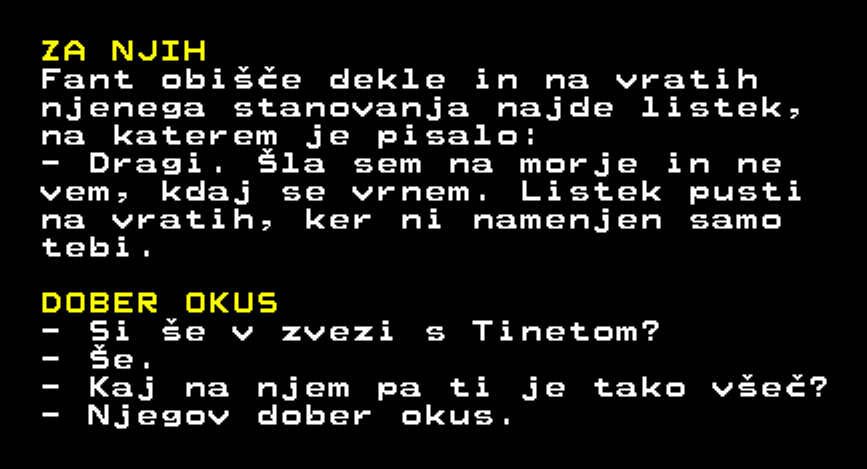 ZA NJIH
Fant obišče dekle in na vratih
njenega stanovanja najde listek,
na katerem je pisalo:
- Dragi. Šla sem na morje in ne
vem, kdaj se vrnem. Listek pusti
na vratih, ker ni namenjen samo
tebi.
DOBER OKUS
- Si še v zvezi s Tinetom?
- Še.
- Kaj na njem pa ti je tako všeč?
- Njegov dober okus.